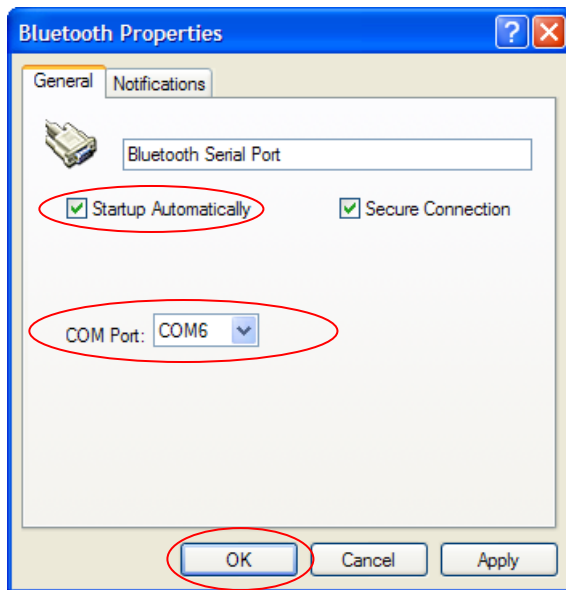 Bluetooth Properties
General Notifications
Bluetooth Serial Port
Startup Automatically Secure Connection
COM Port: COM6
OK Cancel Apply